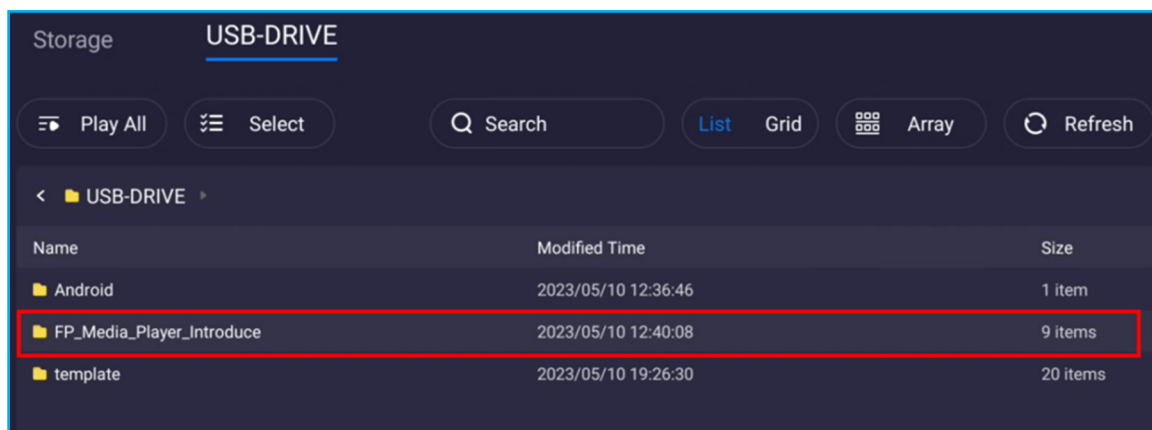 Storage USB-DRIVE
Play All Select Search List Grid Array Refresh
< USB-DRIVE
Name Modified Time Size
Android 2023/05/10 12:36:46 1 item
FP_Media_Player_Introduce 2023/05/10 12:40:08 9 items
template 2023/05/10 19:26:30 20 items